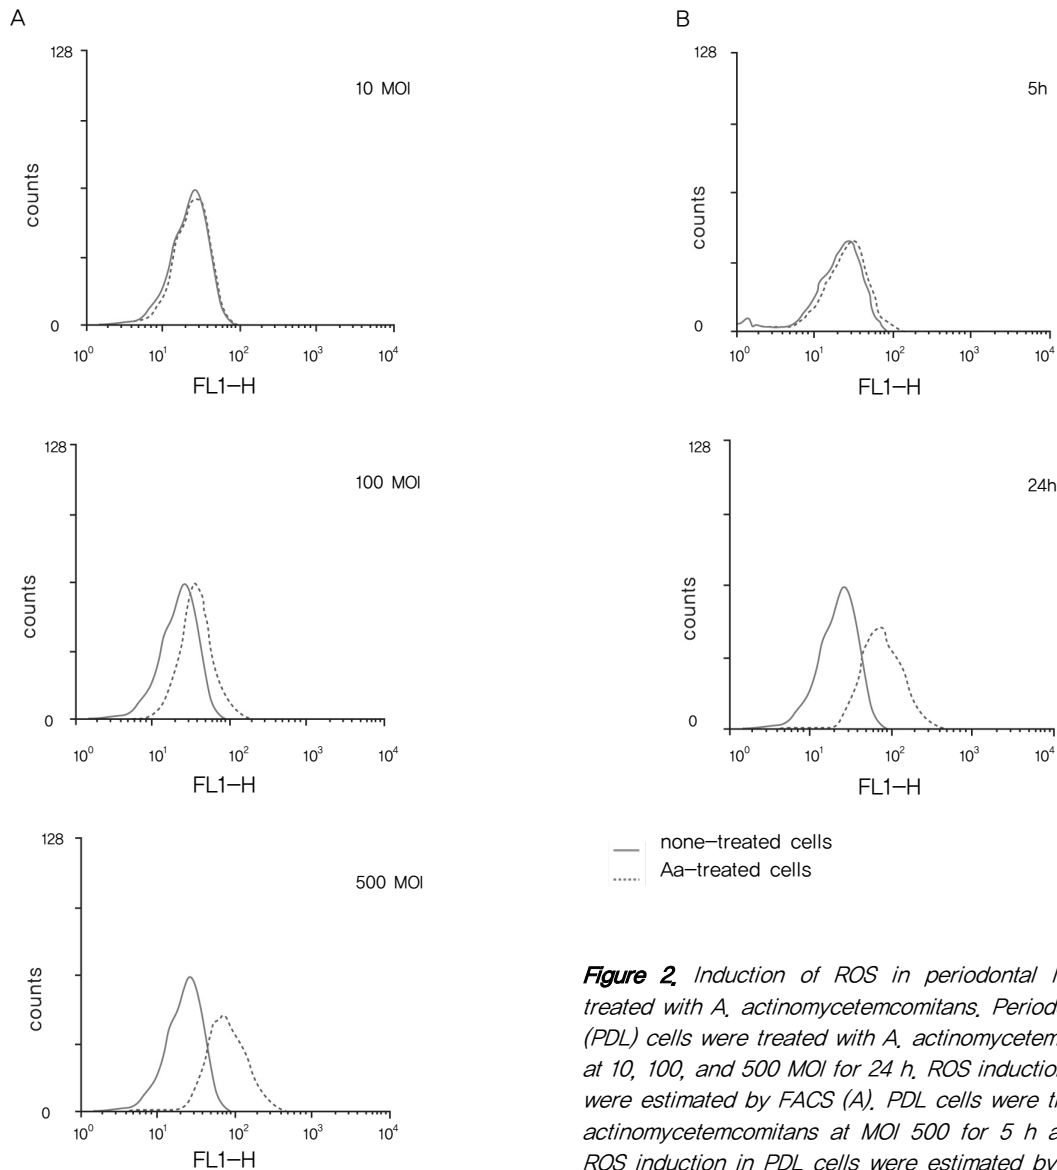 A
128
10 MOI
counts
0
10⁰ 10¹ 10² 10³ 10⁴
FL1-H
128
100 MOI
counts
0
10⁰ 10¹ 10² 10³ 10⁴
FL1-H
128
500 MOI
counts
0
10⁰ 10¹ 10² 10³ 10⁴
FL1-H
B
128
5h
counts
0
10⁰ 10¹ 10² 10³ 10⁴
FL1-H
128
24h
counts
0
10⁰ 10¹ 10² 10³ 10⁴
FL1-H
none-treated cells
Aa-treated cells
Figure 2. Induction of ROS in periodontal
treated with A. actinomycetemcomitans.
(PDL) cells were treated with A.
at 10, 100, and 500 MOI for 24 h. ROS induction
were estimated by FACS (A). PDL cells were
actinomycetemcomitans at MOI 500 for 5 h
ROS induction in PDL cells were estimated by